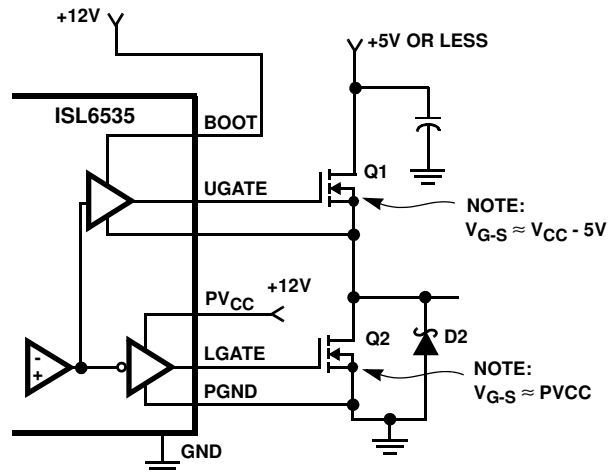 +12V
+5V OR LESS
ISL6535
BOOT
UGATE
Q1
NOTE:
VG-S ≈ VCC - 5V
+12V
PVCC
Q2
D2
LGATE
- +
PGND
NOTE:
VG-S ≈ PVCC
GND